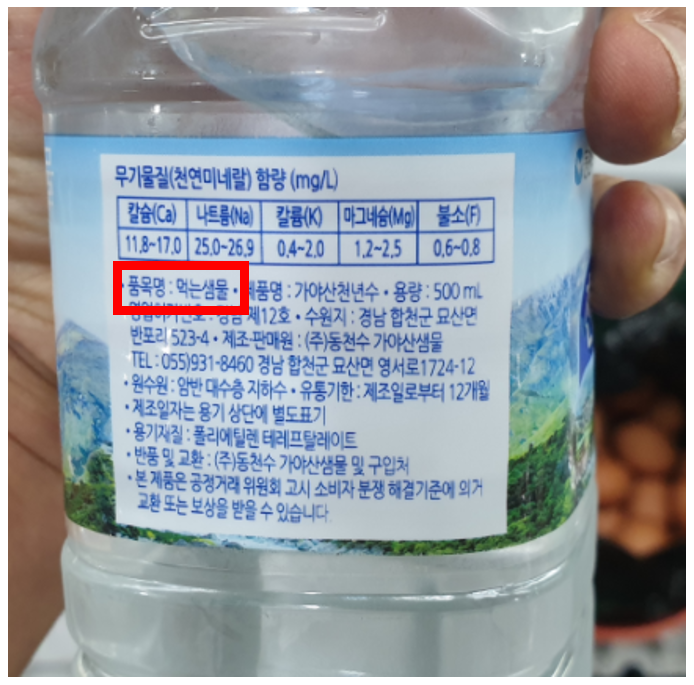 무기물질(천연미네랄) 함량 (mg/L)
칼슘(Ca) 나트륨(Na) 칼륨(K) 마그네슘(Mg) 불소(F)
11.8~17.0 25.0~26.9 0.4~2.0 1.2~2.5 0.6~0.8
• 품목명 : 먹는샘물 • 제품명 : 가야산천년수 • 용량 : 500 mL
영업허가번호 : 경남 제12호 • 수원지 : 경남 합천군 묘산면
반포리 523-4 • 제조·판매원 : (주)동천수 가야산샘물
TEL : 055)931-8460 경남 합천군 묘산면 영서로1724-12
• 원수원 : 암반 대수층 지하수 • 유통기한 : 제조일로부터 12개월
• 제조일자는 용기 상단에 별도표기
• 용기재질 : 폴리에틸렌 테레프탈레이트
• 반품 및 교환 : (주)동천수 가야산샘물 및 구입처
• 본 제품은 공정거래 위원회 고시 소비자 분쟁 해결기준에 의거
교환 또는 보상을 받을 수 있습니다.